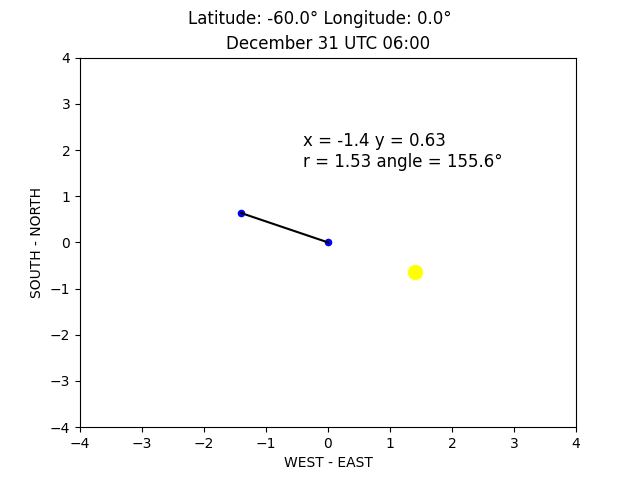 Latitude: -60.0° Longitude: 0.0°
December 31 UTC 06:00
x = -1.4 y = 0.63
r = 1.53 angle = 155.6°
4
3
2
1
0
−1
−2
−3
−4
SOUTH - NORTH
−4 −3 −2 −1 0 1 2 3 4
WEST - EAST